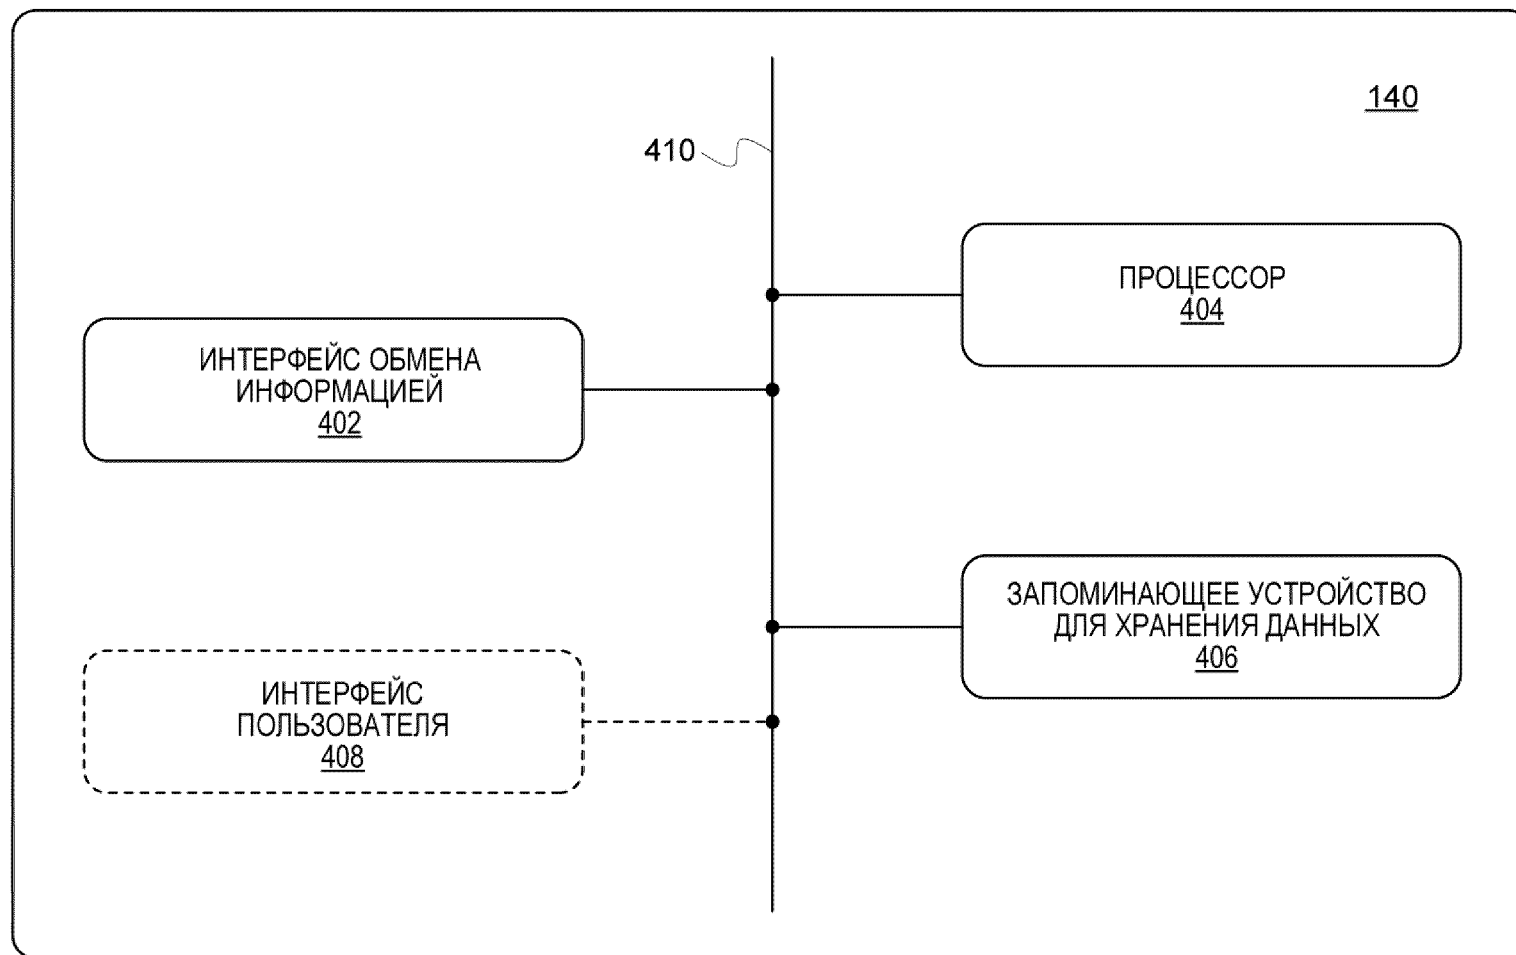 140
410
ПРОЦЕССОР
404
ИНТЕРФЕЙС ОБМЕНА
ИНФОРМАЦИЕЙ
402
ЗАПОМИНАЮЩЕЕ УСТРОЙСТВО
ДЛЯ ХРАНЕНИЯ ДАННЫХ
406
ИНТЕРФЕЙС
ПОЛЬЗОВАТЕЛЯ
408